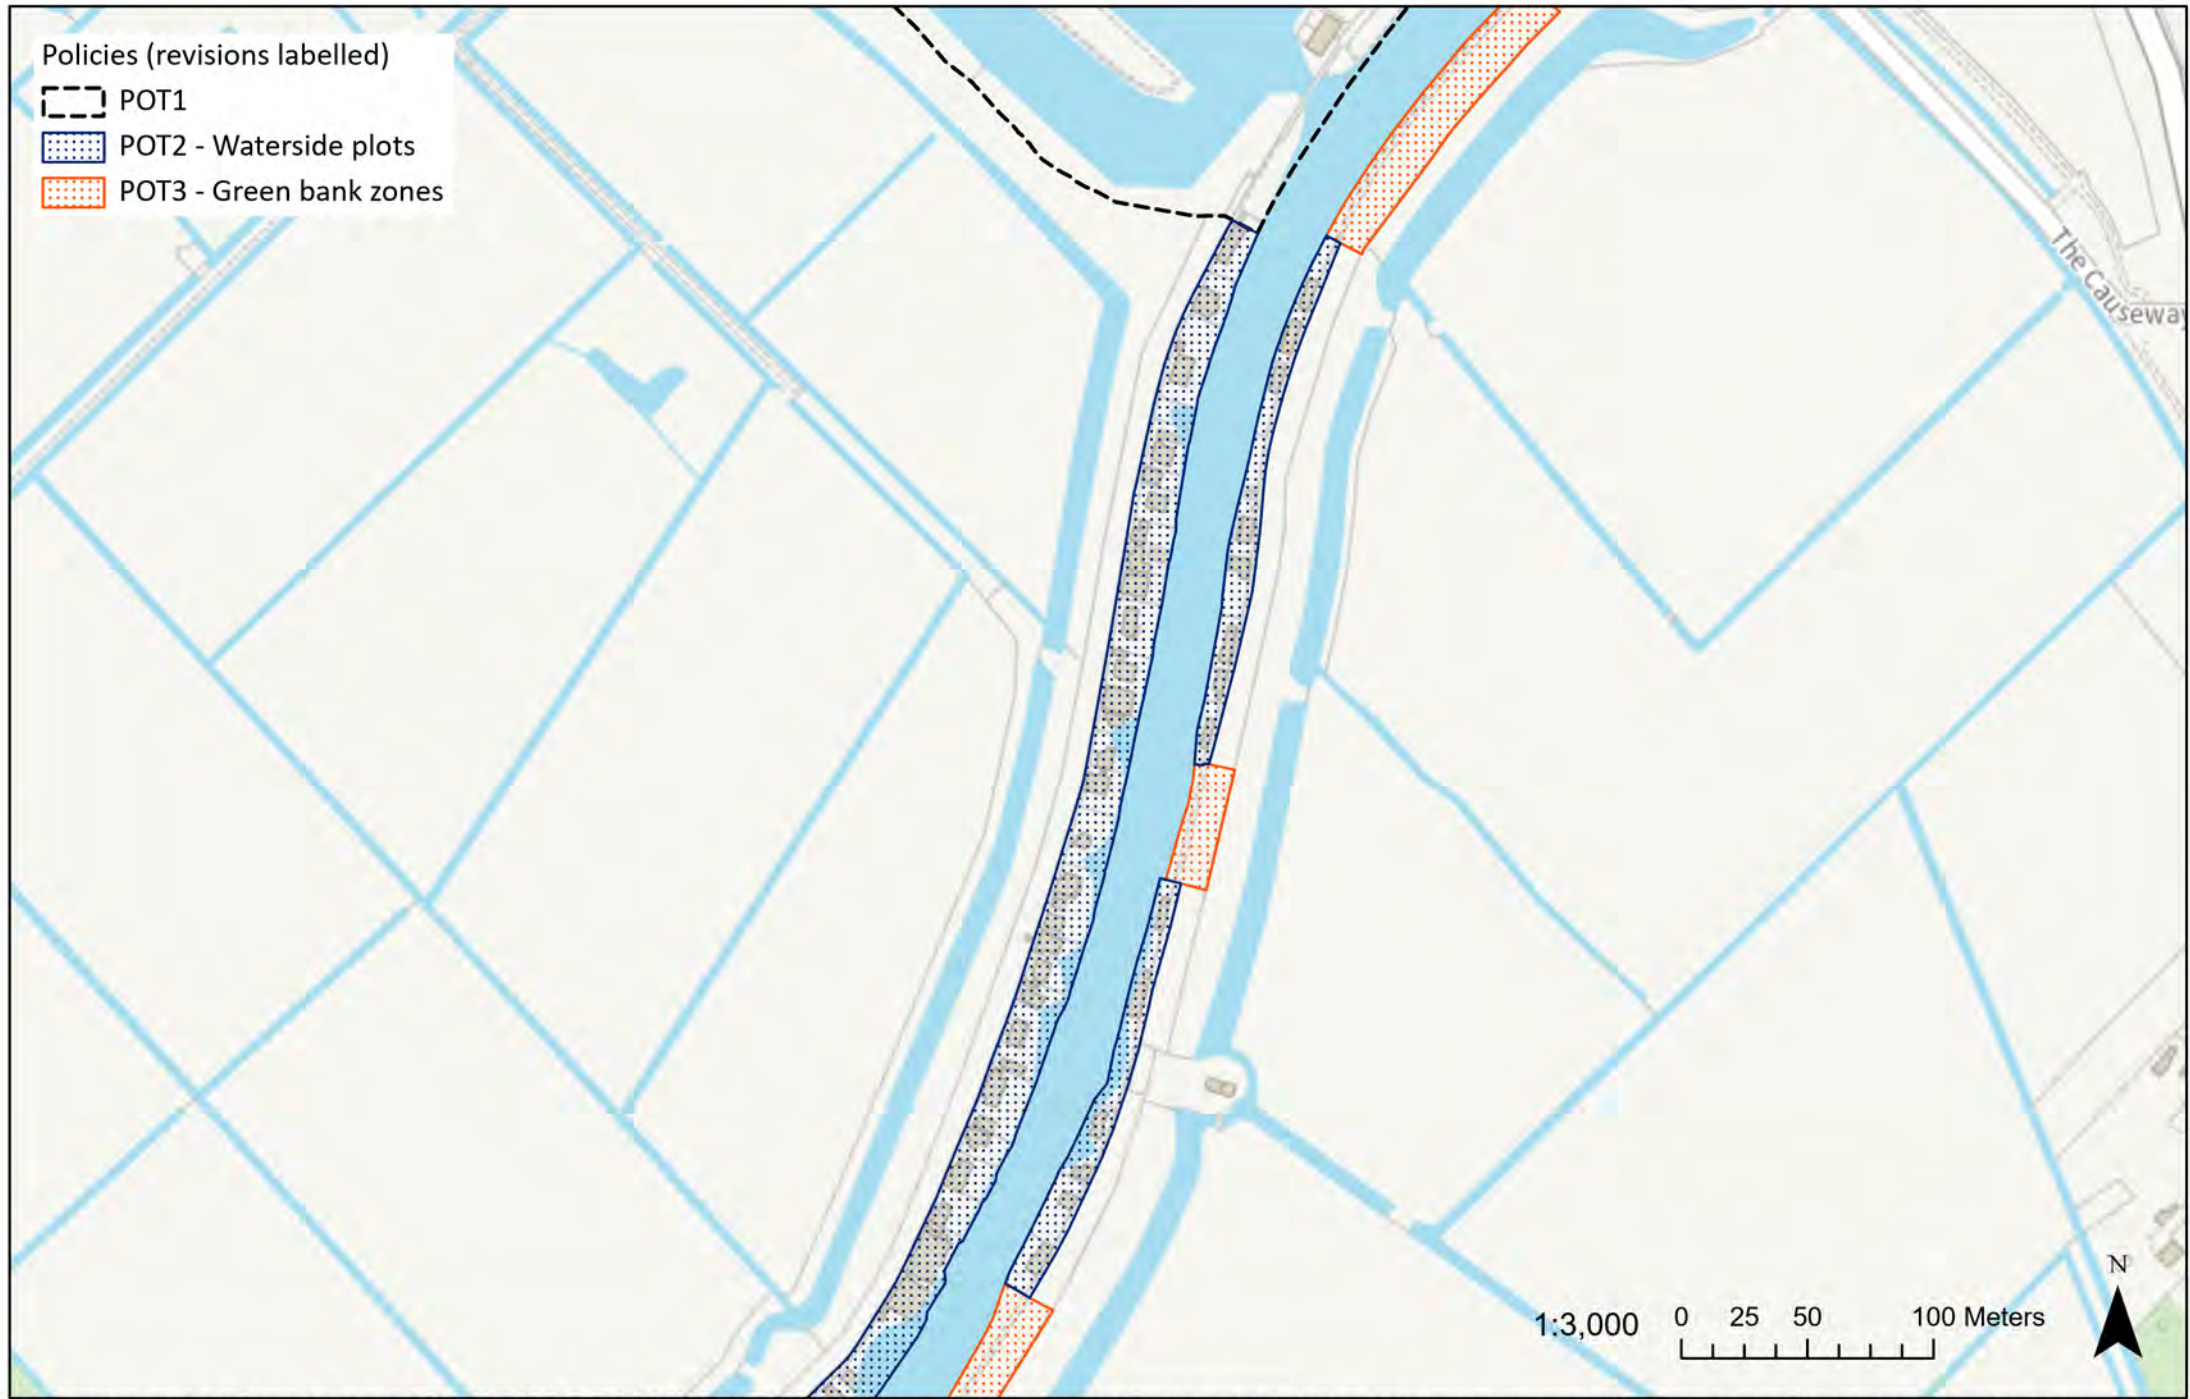 Policies (revisions labelled)
POT1
POT2 - Waterside plots
POT3 - Green bank zones
The Causeway
N
1:3,000
0 25 50 100 Meters